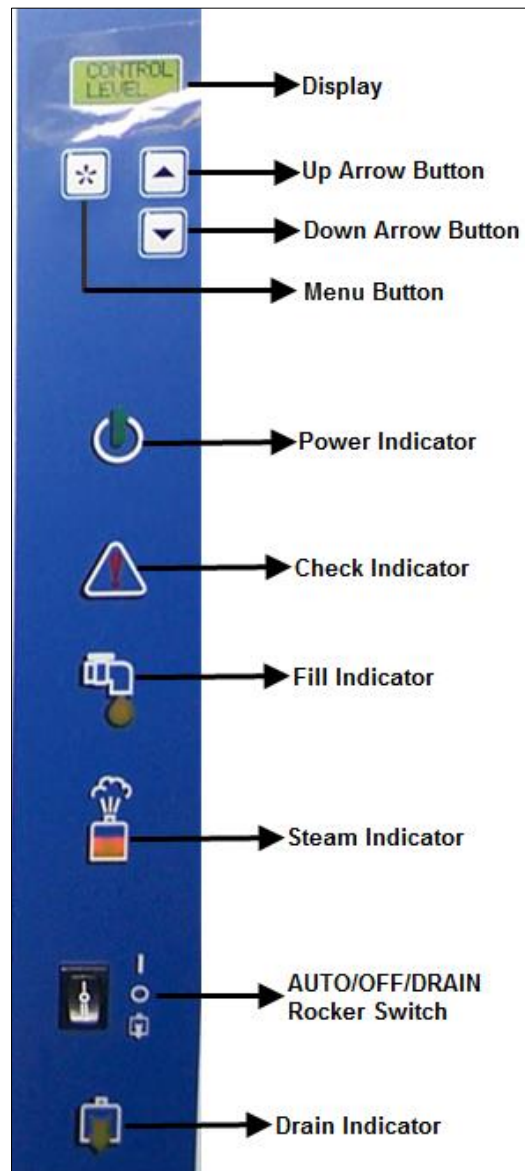 CONTROL
LEVEL
Display
Up Arrow Button
Down Arrow Button
Menu Button
Power Indicator
Check Indicator
Fill Indicator
Steam Indicator
AUTO/OFF/DRAIN
Rocker Switch
Drain Indicator